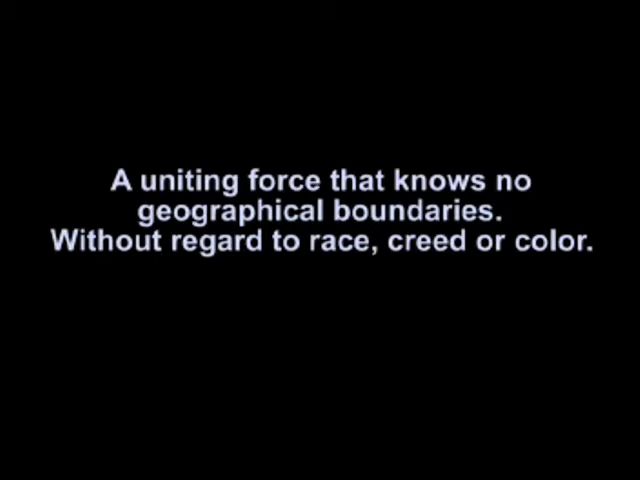 A uniting force that knows no
geographical boundaries.
Without regard to race, creed or color.